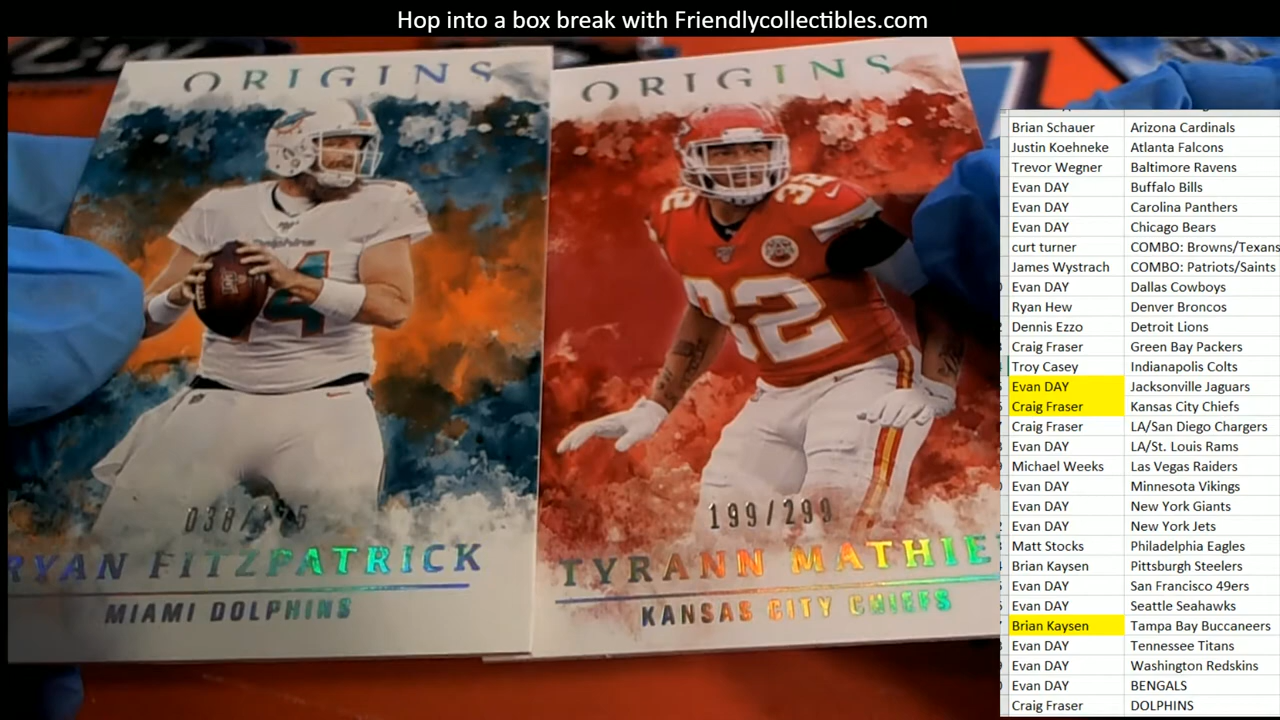 Hop into a box break with Friendlycollectibles.com
ORIGINS
RYAN FITZPATRICK
MIAMI DOLPHINS
ORIGINS
32
32
199/299
TYRANN MATHIE
KANSAS CITY CHIEFS
Brian Schauer Arizona Cardinals
Justin Koehneke Atlanta Falcons
Trevor Wegner Baltimore Ravens
Evan DAY Buffalo Bills
Evan DAY Carolina Panthers
Evan DAY Chicago Bears
curt turner COMBO: Browns/Texans
James Wystrach COMBO: Patriots/Saints
Evan DAY Dallas Cowboys
Ryan Hew Denver Broncos
Dennis Ezzo Detroit Lions
Craig Fraser Green Bay Packers
Troy Casey Indianapolis Colts
Evan DAY Jacksonville Jaguars
Craig Fraser Kansas City Chiefs
Craig Fraser LA/San Diego Chargers
Evan DAY LA/St. Louis Rams
Michael Weeks Las Vegas Raiders
Evan DAY Minnesota Vikings
Evan DAY New York Giants
Evan DAY New York Jets
Matt Stocks Philadelphia Eagles
Brian Kaysen Pittsburgh Steelers
Evan DAY San Francisco 49ers
Evan DAY Seattle Seahawks
Brian Kaysen Tampa Bay Buccaneers
Evan DAY Tennessee Titans
Evan DAY Washington Redskins
Evan DAY BENGALS
Craig Fraser DOLPHINS